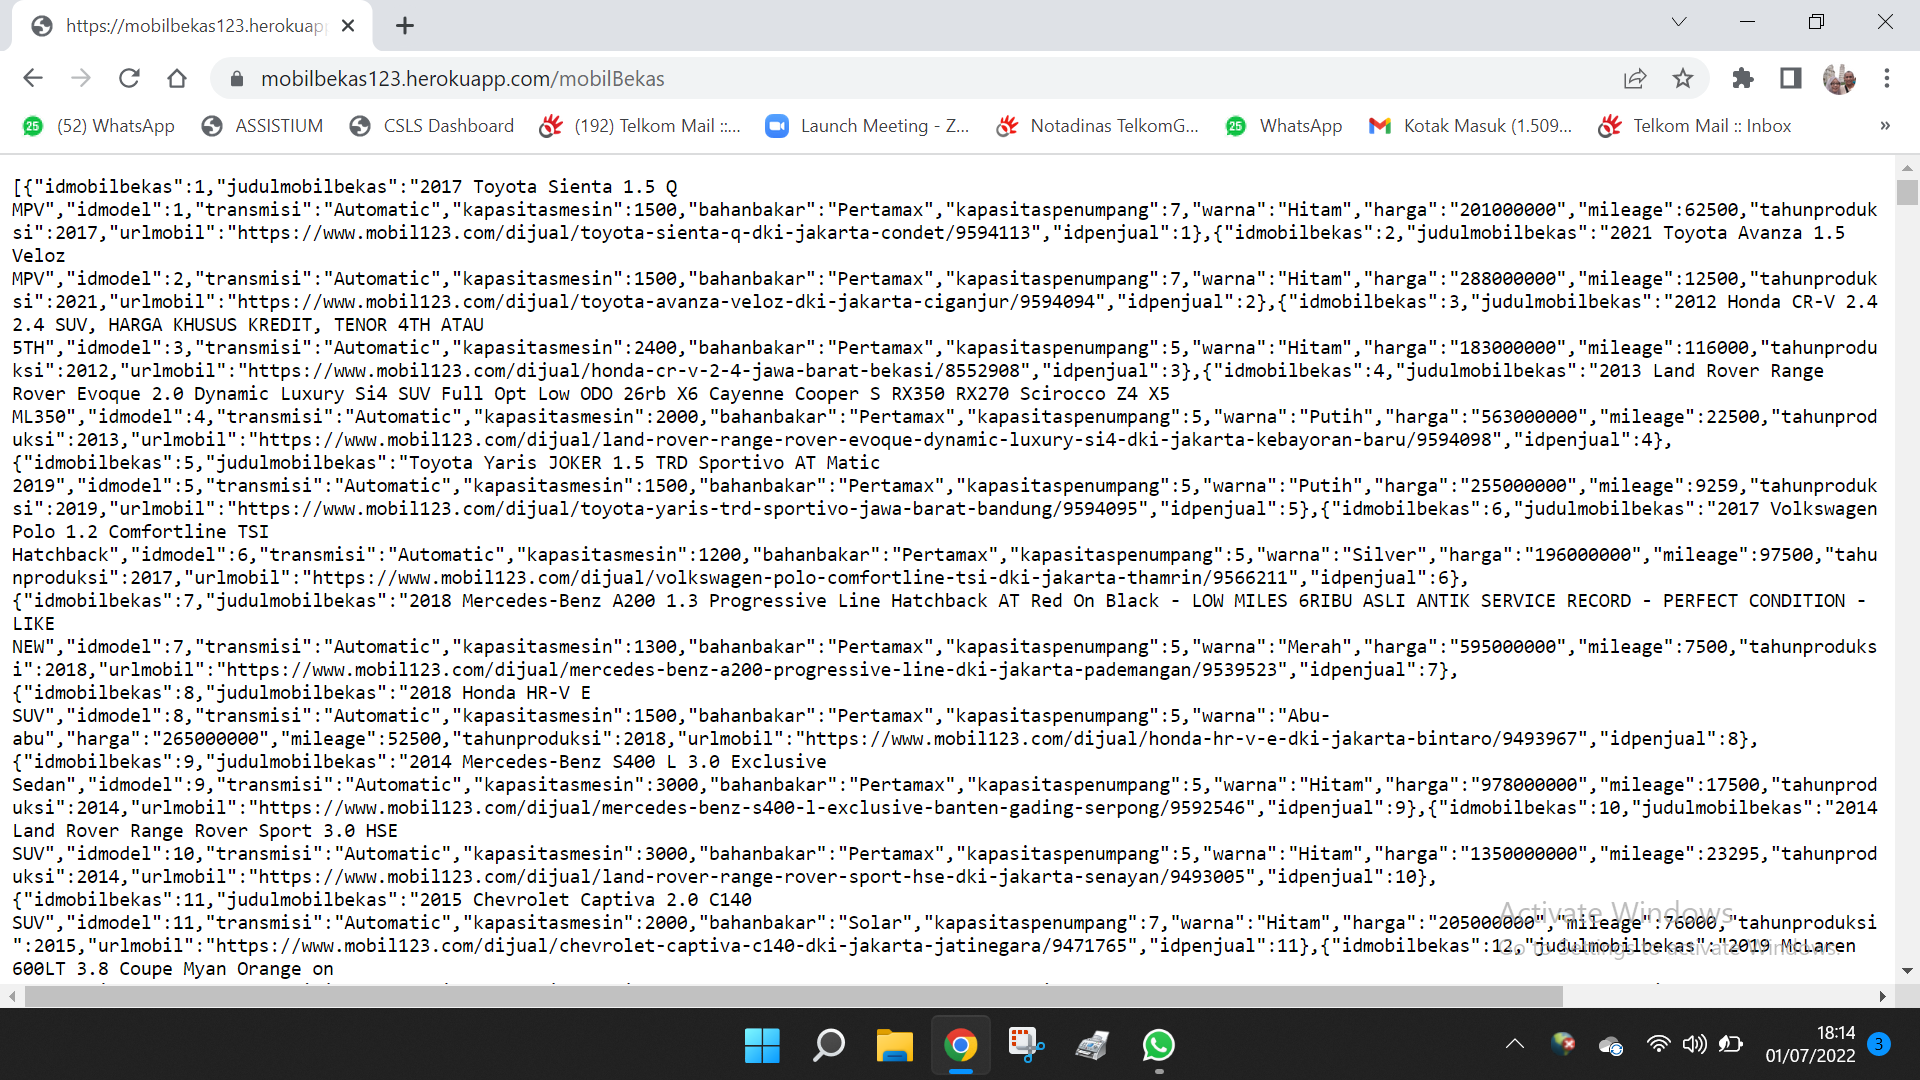 https://mobilbekas123.herokuap
mobilbekas123.herokuapp.com/mobilBekas
25 (52) WhatsApp ASSISTIUM CSLS Dashboard (192) Telkom Mail ::... Launch Meeting - Z... Notadinas TelkomG... 25 WhatsApp Kotak Masuk (1.509... Telkom Mail :: Inbox »
[{"idmobilbekas":1,"judulmobilbekas":"2017 Toyota Sienta 1.5 Q
MPV","idmodel":1,"transmisi":"Automatic","kapasitasmesin":1500,"bahanbakar":"Pertamax","kapasitaspenumpang":7,"warna":"Hitam","harga":"201000000","mileage":62500,"tahunproduk
si":2017,"urlmobil":"https://www.mobil123.com/dijual/toyota-sienta-q-dki-jakarta-condet/9594113","idpenjual":1},{"idmobilbekas":2,"judulmobilbekas":"2021 Toyota Avanza 1.5
Veloz
MPV","idmodel":2,"transmisi":"Automatic","kapasitasmesin":1500,"bahanbakar":"Pertamax","kapasitaspenumpang":7,"warna":"Hitam","harga":"288000000","mileage":12500,"tahunproduk
si":2021,"urlmobil":"https://www.mobil123.com/dijual/toyota-avanza-veloz-dki-jakarta-ciganjur/9594094","idpenjual":2},{"idmobilbekas":3,"judulmobilbekas":"2012 Honda CR-V 2.4
2.4 SUV, HARGA KHUSUS KREDIT, TENOR 4TH ATAU
5TH","idmodel":3,"transmisi":"Automatic","kapasitasmesin":2400,"bahanbakar":"Pertamax","kapasitaspenumpang":5,"warna":"Hitam","harga":"183000000","mileage":116000,"tahunprodu
ksi":2012,"urlmobil":"https://www.mobil123.com/dijual/honda-cr-v-2-4-jawa-barat-bekasi/8552908","idpenjual":3},{"idmobilbekas":4,"judulmobilbekas":"2013 Land Rover Range
Rover Evoque 2.0 Dynamic Luxury Si4 SUV Full Opt Low ODO 26rb X6 Cayenne Cooper S RX350 RX270 Scirocco Z4 X5
ML350","idmodel":4,"transmisi":"Automatic","kapasitasmesin":2000,"bahanbakar":"Pertamax","kapasitaspenumpang":5,"warna":"Putih","harga":"563000000","mileage":22500,"tahunprod
uksi":2013,"urlmobil":"https://www.mobil123.com/dijual/land-rover-range-rover-evoque-dynamic-luxury-si4-dki-jakarta-kebayoran-baru/9594098","idpenjual":4},
{"idmobilbekas":5,"judulmobilbekas":"Toyota Yaris JOKER 1.5 TRD Sportivo AT Matic
2019","idmodel":5,"transmisi":"Automatic","kapasitasmesin":1500,"bahanbakar":"Pertamax","kapasitaspenumpang":5,"warna":"Putih","harga":"255000000","mileage":9259,"tahunproduk
si":2019,"urlmobil":"https://www.mobil123.com/dijual/toyota-yaris-trd-sportivo-jawa-barat-bandung/9594095","idpenjual":5},{"idmobilbekas":6,"judulmobilbekas":"2017 Volkswagen
Polo 1.2 Comfortline TSI
Hatchback","idmodel":6,"transmisi":"Automatic","kapasitasmesin":1200,"bahanbakar":"Pertamax","kapasitaspenumpang":5,"warna":"Silver","harga":"196000000","mileage":97500,"tahu
nproduksi":2017,"urlmobil":"https://www.mobil123.com/dijual/volkswagen-polo-comfortline-tsi-dki-jakarta-thamrin/9566211","idpenjual":6},
{"idmobilbekas":7,"judulmobilbekas":"2018 Mercedes-Benz A200 1.3 Progressive Line Hatchback AT Red On Black - LOW MILES 6RIBU ASLI ANTIK SERVICE RECORD - PERFECT CONDITION -
LIKE
NEW","idmodel":7,"transmisi":"Automatic","kapasitasmesin":1300,"bahanbakar":"Pertamax","kapasitaspenumpang":5,"warna":"Merah","harga":"595000000","mileage":7500,"tahunproduks
i":2018,"urlmobil":"https://www.mobil123.com/dijual/mercedes-benz-a200-progressive-line-dki-jakarta-pademangan/9539523","idpenjual":7},
{"idmobilbekas":8,"judulmobilbekas":"2018 Honda HR-V E
SUV","idmodel":8,"transmisi":"Automatic","kapasitasmesin":1500,"bahanbakar":"Pertamax","kapasitaspenumpang":5,"warna":"Abu-
abu","harga":"265000000","mileage":52500,"tahunproduksi":2018,"urlmobil":"https://www.mobil123.com/dijual/honda-hr-v-e-dki-jakarta-bintaro/9493967","idpenjual":8},
{"idmobilbekas":9,"judulmobilbekas":"2014 Mercedes-Benz S400 L 3.0 Exclusive
Sedan","idmodel":9,"transmisi":"Automatic","kapasitasmesin":3000,"bahanbakar":"Pertamax","kapasitaspenumpang":5,"warna":"Hitam","harga":"978000000","mileage":17500,"tahunprod
uksi":2014,"urlmobil":"https://www.mobil123.com/dijual/mercedes-benz-s400-l-exclusive-banten-gading-serpong/9592546","idpenjual":9},{"idmobilbekas":10,"judulmobilbekas":"2014
Land Rover Range Rover Sport 3.0 HSE
SUV","idmodel":10,"transmisi":"Automatic","kapasitasmesin":3000,"bahanbakar":"Pertamax","kapasitaspenumpang":5,"warna":"Hitam","harga":"1350000000","mileage":23295,"tahunprod
uksi":2014,"urlmobil":"https://www.mobil123.com/dijual/land-rover-range-rover-sport-hse-dki-jakarta-senayan/9493005","idpenjual":10},
{"idmobilbekas":11,"judulmobilbekas":"2015 Chevrolet Captiva 2.0 C140
SUV","idmodel":11,"transmisi":"Automatic","kapasitasmesin":2000,"bahanbakar":"Solar","kapasitaspenumpang":7,"warna":"Hitam","harga":"205000000","mileage":76000,"tahunproduksi
":2015,"urlmobil":"https://www.mobil123.com/dijual/chevrolet-captiva-c140-dki-jakarta-jatinegara/9471765","idpenjual":11},{"idmobilbekas":12,"judulmobilbekas":"2019 McLaren
600LT 3.8 Coupe Myan Orange on
Activate Windows
Go to Settings to activate Windows.
18:14
01/07/2022
3